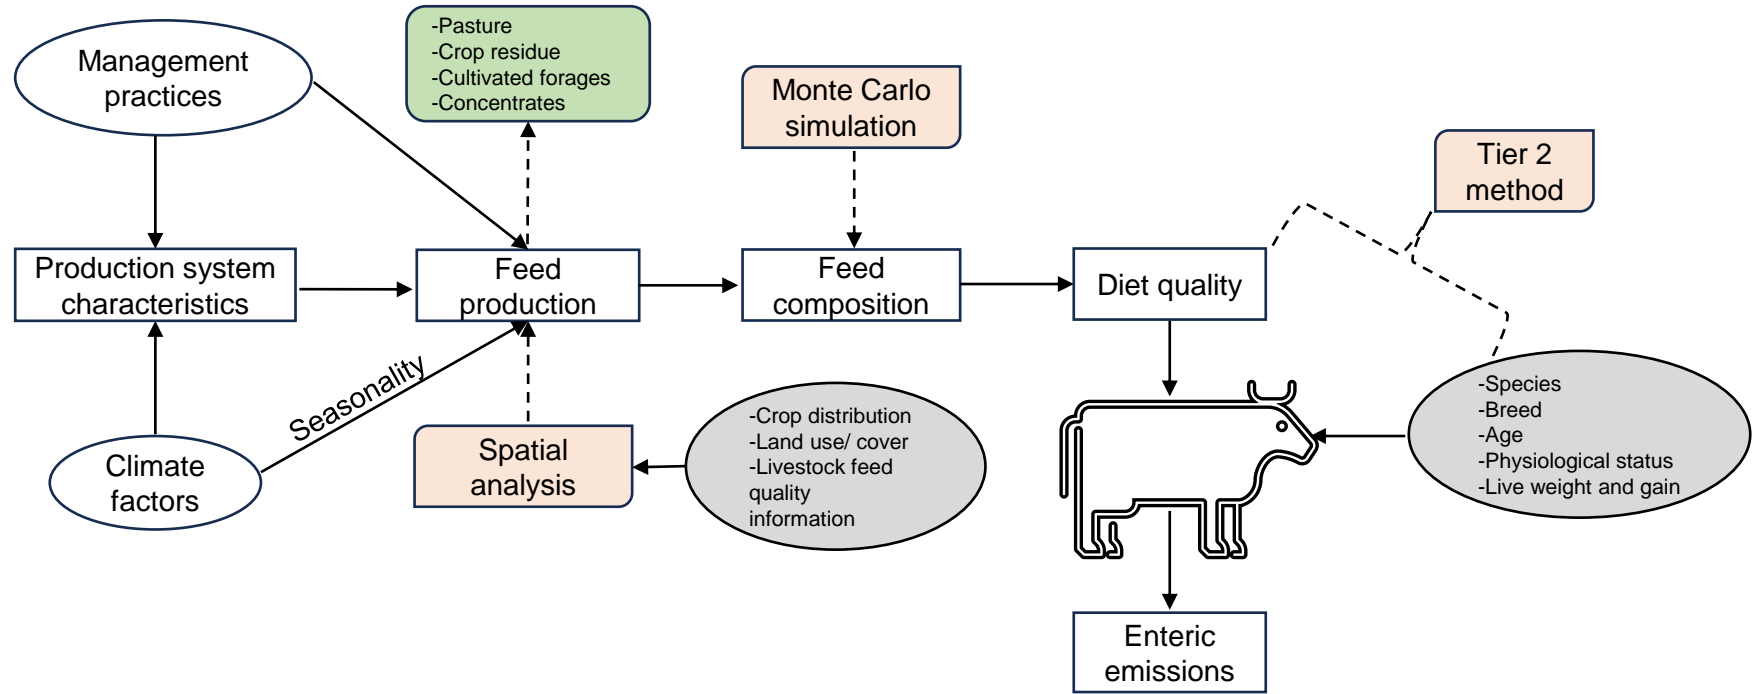 Management
practices
-Pasture
-Crop residue
-Cultivated forages
-Concentrates
Monte Carlo
simulation
Tier 2
method
Production system
characteristics
Feed
production
Feed
composition
Diet quality
Seasonality
Climate
factors
Spatial
analysis
-Crop distribution
-Land use/ cover
-Livestock feed
quality
information
-Species
-Breed
-Age
-Physiological status
-Live weight and gain
Enteric
emissions